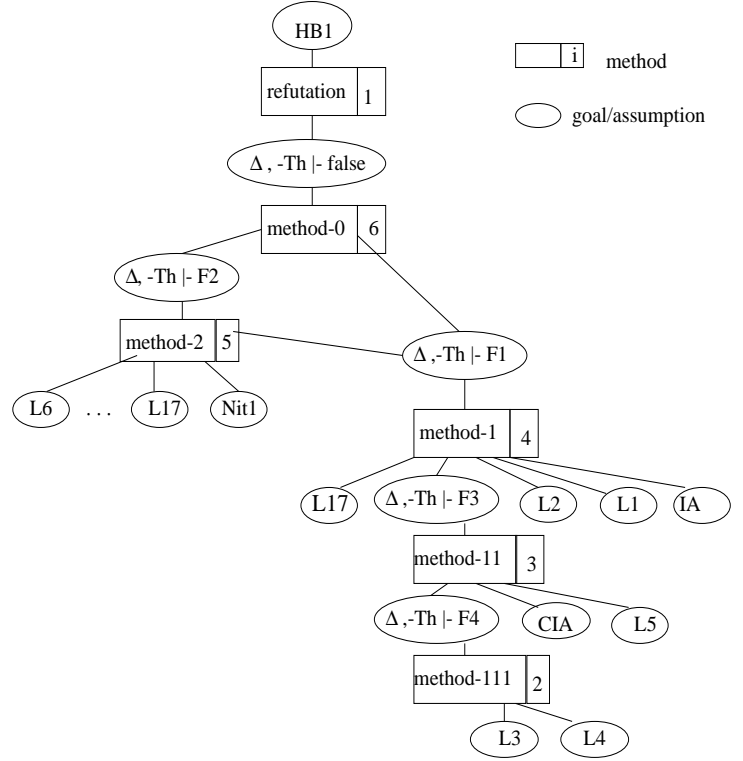 HB1
i
method
refutation 1
goal/assumption
Δ , -Th |- false
method-0 6
Δ, -Th |- F2
method-2 5
Δ ,-Th |- F1
L6 . . . L17 Nit1
method-1 4
L17 Δ ,-Th |- F3 L2 L1 IA
method-11 3
Δ ,-Th |- F4 CIA L5
method-111 2
L3 L4